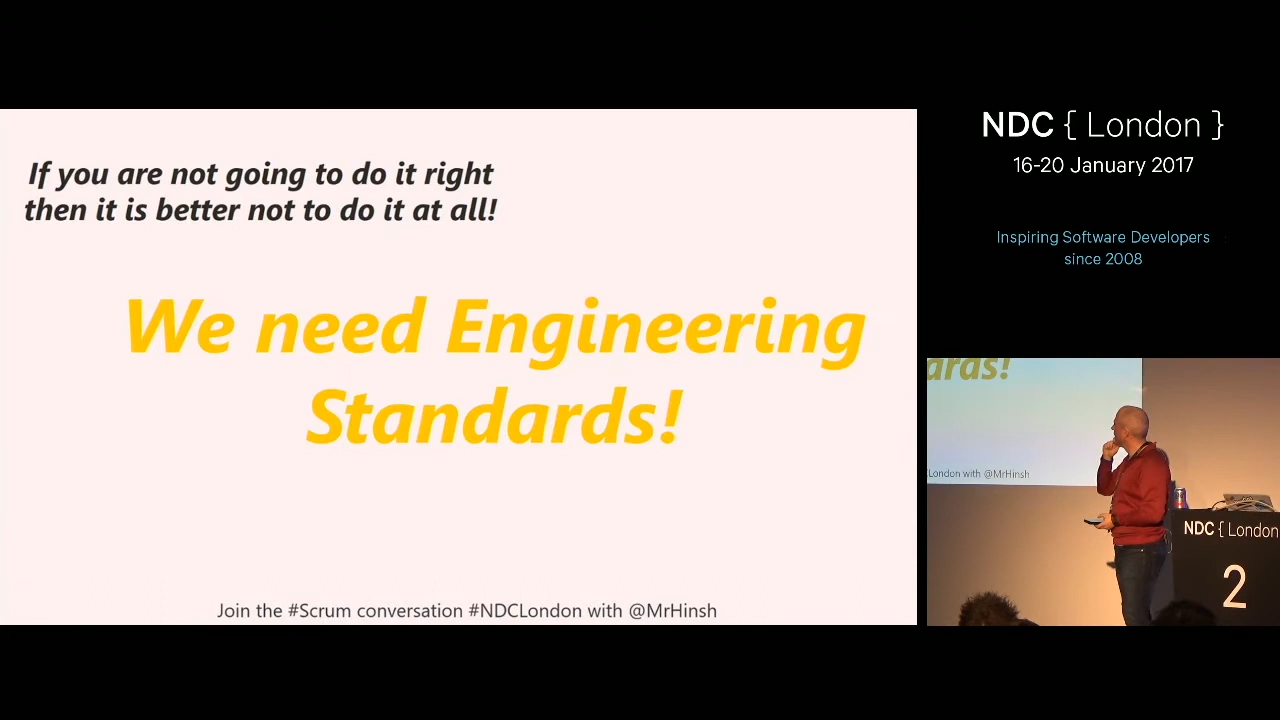 If you are not going to do it right
then it is better not to do it at all!
We need Engineering
Standards!
Join the #Scrum conversation #NDCLondon with @MrHinsh
NDC { London }
16-20 January 2017
Inspiring Software Developers
since 2008
ards!
London with @MrHinsh
NDC { London
2